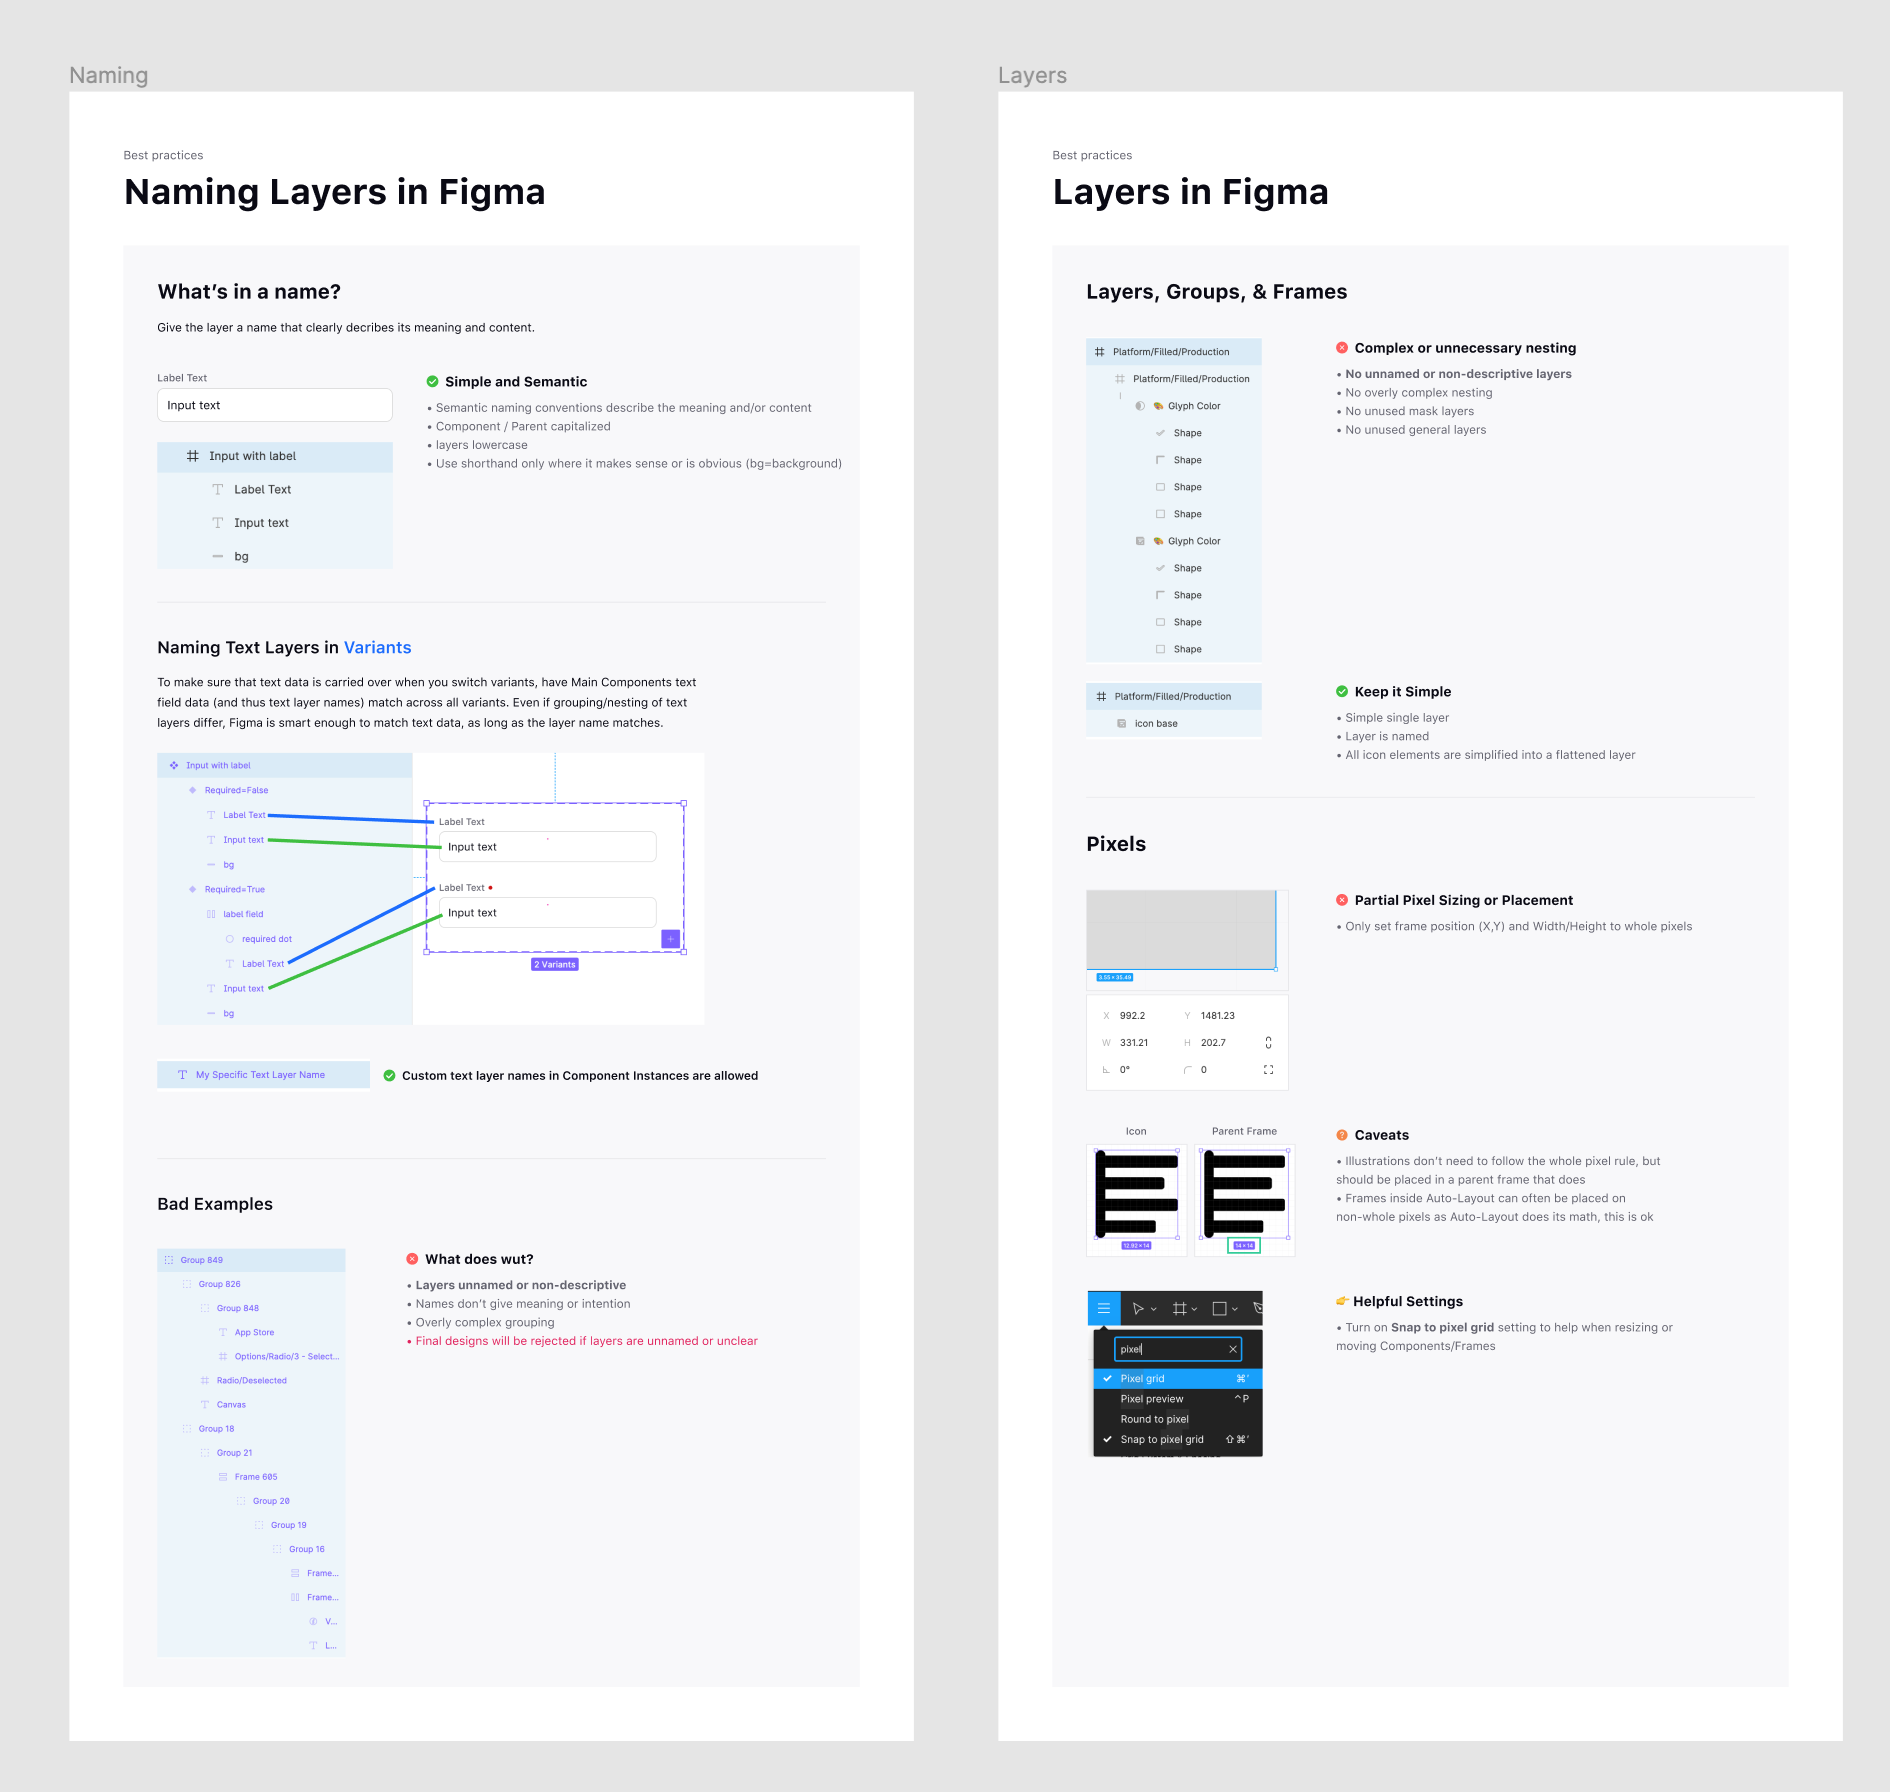 Naming
Best practices
Naming Layers in Figma
What's in a name?
Give the layer a name that clearly decribes its meaning and content.
Label Text
Input text
Input with label
Label Text
Input text
bg
Simple and Semantic
• Semantic naming conventions describe the meaning and/or content
• Component / Parent capitalized
• layers lowercase
• Use shorthand only where it makes sense or is obvious (bg=background)
Naming Text Layers in Variants
To make sure that text data is carried over when you switch variants, have Main Components text
field data (and thus text layer names) match across all variants. Even if grouping/nesting of text
layers differ, Figma is smart enough to match text data, as long as the layer name matches.
Input with label
Required=False
Label Text
Input text
bg
Required=True
label field
required dot
Label Text
Input text
bg
Label Text
Input text
Label Text
Input text
2 Variants
My Specific Text Layer Name
Custom text layer names in Component Instances are allowed
Bad Examples
Group 849
Group 826
Group 848
App Store
Options/Radio/3 - Select...
Radio/Deselected
Canvas
Group 18
Group 21
Frame 605
Group 20
Group 19
Group 16
Frame...
Frame...
V...
L...
What does wut?
• Layers unnamed or non-descriptive
• Names don't give meaning or intention
• Overly complex grouping
• Final designs will be rejected if layers are unnamed or unclear
Layers
Best practices
Layers in Figma
Layers, Groups, & Frames
Platform/Filled/Production
Platform/Filled/Production
Glyph Color
Shape
Shape
Shape
Shape
Glyph Color
Shape
Shape
Shape
Shape
Complex or unnecessary nesting
• No unnamed or non-descriptive layers
• No overly complex nesting
• No unused mask layers
• No unused general layers
Platform/Filled/Production
icon base
Keep it Simple
• Simple single layer
• Layer is named
• All icon elements are simplified into a flattened layer
Pixels
3.55 × 35.49
X 992.2 Y 1481.23
W 331.21 H 202.7
0° 0
Partial Pixel Sizing or Placement
• Only set frame position (X,Y) and Width/Height to whole pixels
Icon
Parent Frame
12.92 × 14
14 × 14
Caveats
• Illustrations don't need to follow the whole pixel rule, but
should be placed in a parent frame that does
• Frames inside Auto-Layout can often be placed on
non-whole pixels as Auto-Layout does its math, this is ok
pixel
Pixel grid ⌘'
Pixel preview ^P
Round to pixel
Snap to pixel grid ⇧⌘'
Helpful Settings
• Turn on Snap to pixel grid setting to help when resizing or
moving Components/Frames